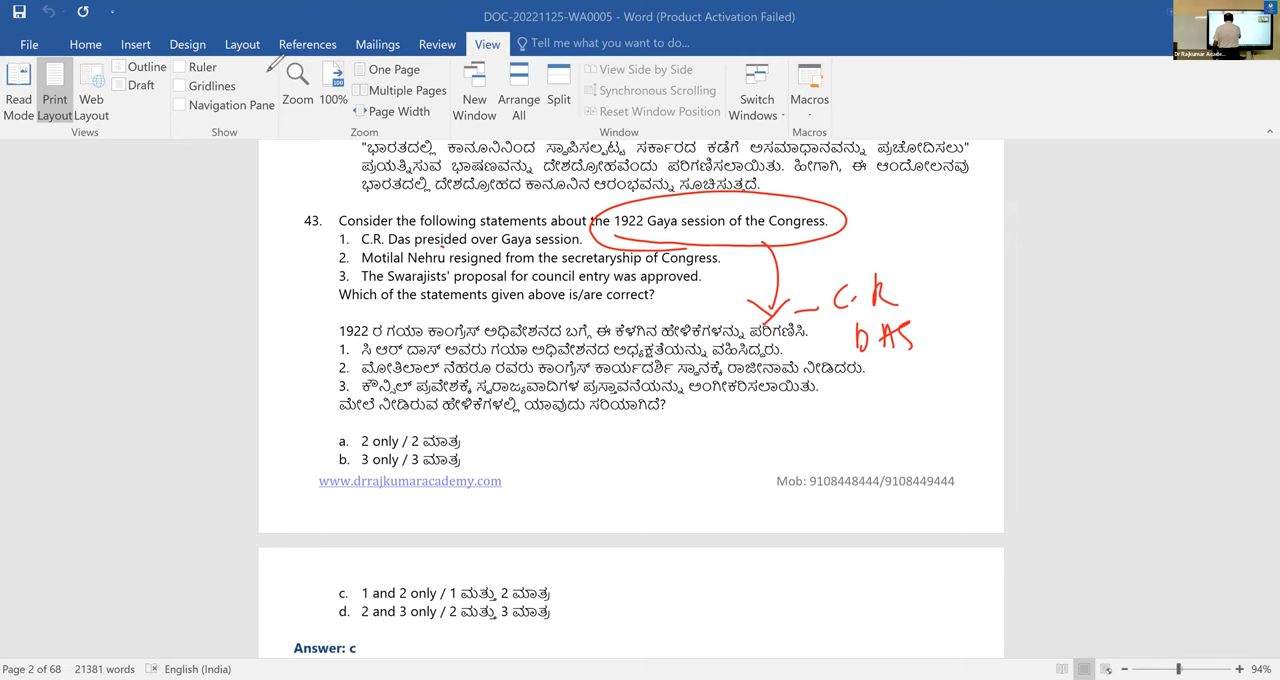 DOC-20221125-WA0005 - Word (Product Activation Failed)
File Home Insert Design Layout References Mailings Review View Tell me what you want to do...
Read Mode
Print Layout
Web Layout
Outline
Draft
Views
Ruler
Gridlines
Navigation Pane
Show
Zoom
100%
One Page
Multiple Pages
Page Width
Zoom
New Window
Arrange All
Split
View Side by Side
Synchronous Scrolling
Reset Window Position
Window
Switch Windows
Macros
Macros
Dr Rajkumar Acade...
"ಭಾರತದಲ್ಲಿ ಕಾನೂನಿನಿಂದ ಸ್ಥಾಪಿಸಲ್ಪಟ್ಟ ಸರ್ಕಾರದ ಕಡೆಗೆ ಅಸಮಾಧಾನವನ್ನು ಪ್ರಚೋದಿಸಲು"
ಪ್ರಯತ್ನಿಸುವ ಭಾಷಣವನ್ನು ದೇಶದ್ರೋಹವೆಂದು ಪರಿಗಣಿಸಲಾಯಿತು. ಹೀಗಾಗಿ, ಈ ಆಂದೋಲನವು
ಭಾರತದಲ್ಲಿ ದೇಶದ್ರೋಹದ ಕಾನೂನಿನ ಆರಂಭವನ್ನು ಸೂಚಿಸುತ್ತದೆ.
43. Consider the following statements about the 1922 Gaya session of the Congress.
1. C.R. Das presided over Gaya session.
2. Motilal Nehru resigned from the secretaryship of Congress.
3. The Swarajists' proposal for council entry was approved.
Which of the statements given above is/are correct?
– C.R
DAS
1922 ರ ಗಯಾ ಕಾಂಗ್ರೆಸ್ ಅಧಿವೇಶನದ ಬಗ್ಗೆ ಈ ಕೆಳಗಿನ ಹೇಳಿಕೆಗಳನ್ನು ಪರಿಗಣಿಸಿ.
1. ಸಿ ಆರ್ ದಾಸ್ ಅವರು ಗಯಾ ಅಧಿವೇಶನದ ಅಧ್ಯಕ್ಷತೆಯನ್ನು ವಹಿಸಿದ್ದರು.
2. ಮೋತಿಲಾಲ್ ನೆಹರೂ ರವರು ಕಾಂಗ್ರೆಸ್ ಕಾರ್ಯದರ್ಶಿ ಸ್ಥಾನಕ್ಕೆ ರಾಜೀನಾಮೆ ನೀಡಿದರು.
3. ಕೌನ್ಸಿಲ್ ಪ್ರವೇಶಕ್ಕೆ ಸ್ವರಾಜ್ಯವಾದಿಗಳ ಪ್ರಸ್ತಾವನೆಯನ್ನು ಅಂಗೀಕರಿಸಲಾಯಿತು.
ಮೇಲೆ ನೀಡಿರುವ ಹೇಳಿಕೆಗಳಲ್ಲಿ ಯಾವುದು ಸರಿಯಾಗಿದೆ?
a. 2 only / 2 ಮಾತ್ರ
b. 3 only / 3 ಮಾತ್ರ
www.drrajkumaracademy.com Mob: 9108448444/9108449444
c. 1 and 2 only / 1 ಮತ್ತು 2 ಮಾತ್ರ
d. 2 and 3 only / 2 ಮತ್ತು 3 ಮಾತ್ರ
Answer: c
Page 2 of 68 21381 words English (India) 94%